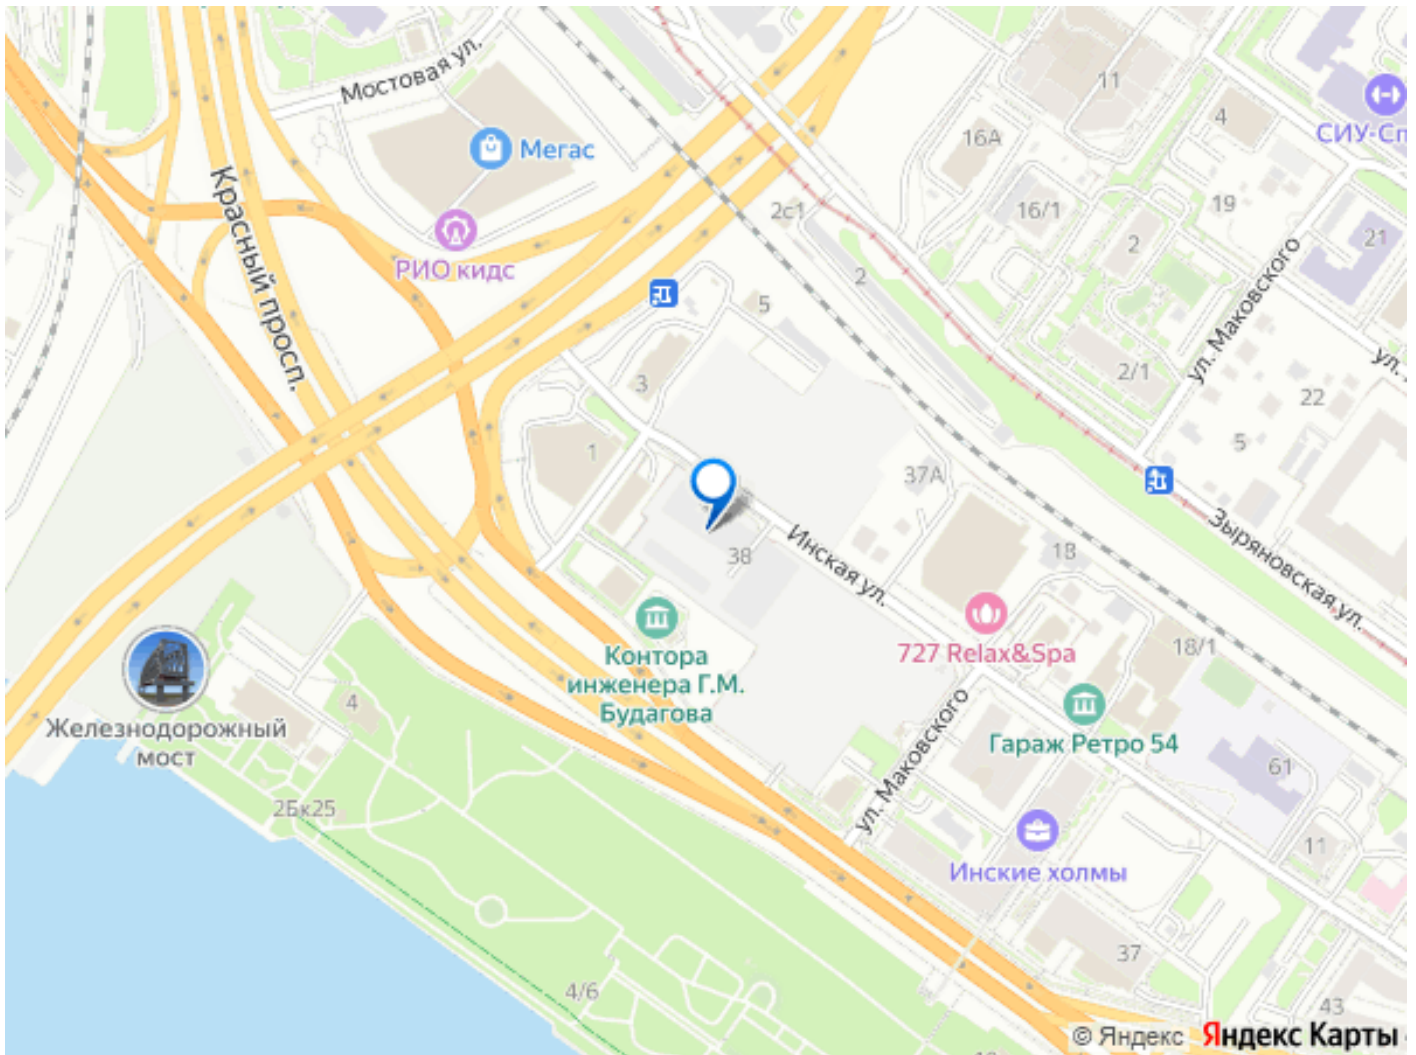 Мостовая ул.
11
4
СИУ-Сп
16А
Мегас
Красный просп.
2с1
16/1
19
21
2
РИО кидс
2
ул. Маковского
5
3
2/1
ул.
22
5
1
37А
Зыряновская ул.
38
Инская ул.
18
18/1
727 Relax&Spa
Контора
инженера Г.М.
Будагова
4
Железнодорожный
мост
Гараж Ретро 54
ул. Маковского
61
2Бк25
11
Инские холмы
37
4/6
43
© Яндекс Яндекс Карты